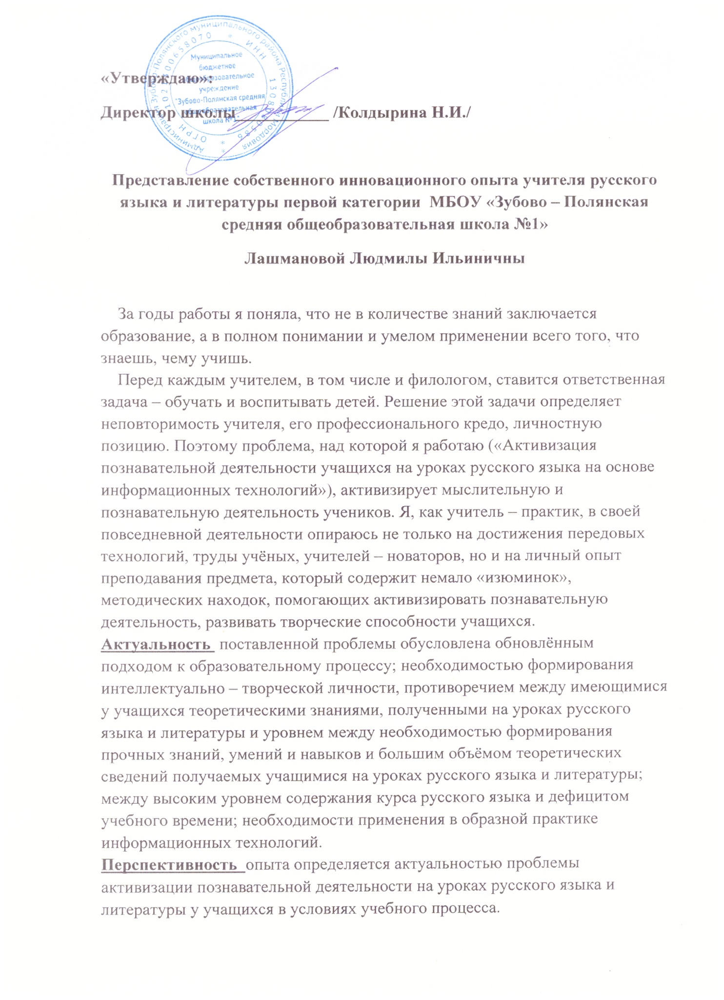 «Утверждаю»:
Директор школы____________ /Колдырина Н.И./
Администрация Зубово-Полянского муниципального района Республики Мордовия
ОГРН * ИНН
Муниципальное
бюджетное
общеобразовательное
учреждение
"Зубово-Полянская средняя
общеобразовательная
школа №1"
Представление собственного инновационного опыта учителя русского
языка и литературы первой категории МБОУ «Зубово – Полянская
средняя общеобразовательная школа №1»
Лашмановой Людмилы Ильиничны
За годы работы я поняла, что не в количестве знаний заключается
образование, а в полном понимании и умелом применении всего того, что
знаешь, чему учишь.
Перед каждым учителем, в том числе и филологом, ставится ответственная
задача – обучать и воспитывать детей. Решение этой задачи определяет
неповторимость учителя, его профессионального кредо, личностную
позицию. Поэтому проблема, над которой я работаю («Активизация
познавательной деятельности учащихся на уроках русского языка на основе
информационных технологий»), активизирует мыслительную и
познавательную деятельность учеников. Я, как учитель – практик, в своей
повседневной деятельности опираюсь не только на достижения передовых
технологий, труды учёных, учителей – новаторов, но и на личный опыт
преподавания предмета, который содержит немало «изюминок»,
методических находок, помогающих активизировать познавательную
деятельность, развивать творческие способности учащихся.
Актуальность поставленной проблемы обусловлена обновлённым
подходом к образовательному процессу; необходимостью формирования
интеллектуально – творческой личности, противоречием между имеющимися
у учащихся теоретическими знаниями, полученными на уроках русского
языка и литературы и уровнем между необходимостью формирования
прочных знаний, умений и навыков и большим объёмом теоретических
сведений получаемых учащимися на уроках русского языка и литературы;
между высоким уровнем содержания курса русского языка и дефицитом
учебного времени; необходимости применения в образной практике
информационных технологий.
Перспективность опыта определяется актуальностью проблемы
активизации познавательной деятельности на уроках русского языка и
литературы у учащихся в условиях учебного процесса.